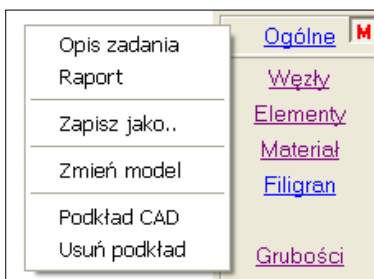 Opis zadania
Raport
Zapisz jako..
Zmień model
Podkład CAD
Usuń podkład
Ogólne
M
Węzły
Elementy
Materiał
Filigran
Grubości